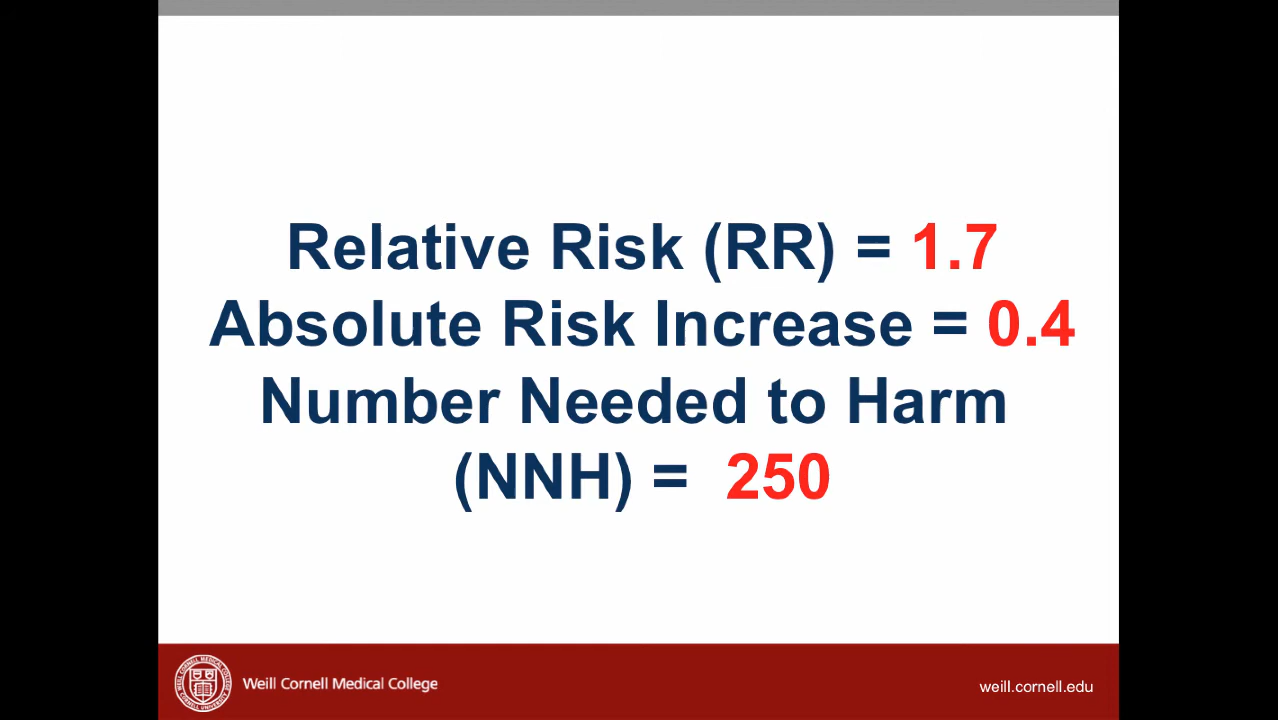 Relative Risk (RR) = 1.7
Absolute Risk Increase = 0.4
Number Needed to Harm
(NNH) = 250
Weill Cornell Medical College
weill.cornell.edu